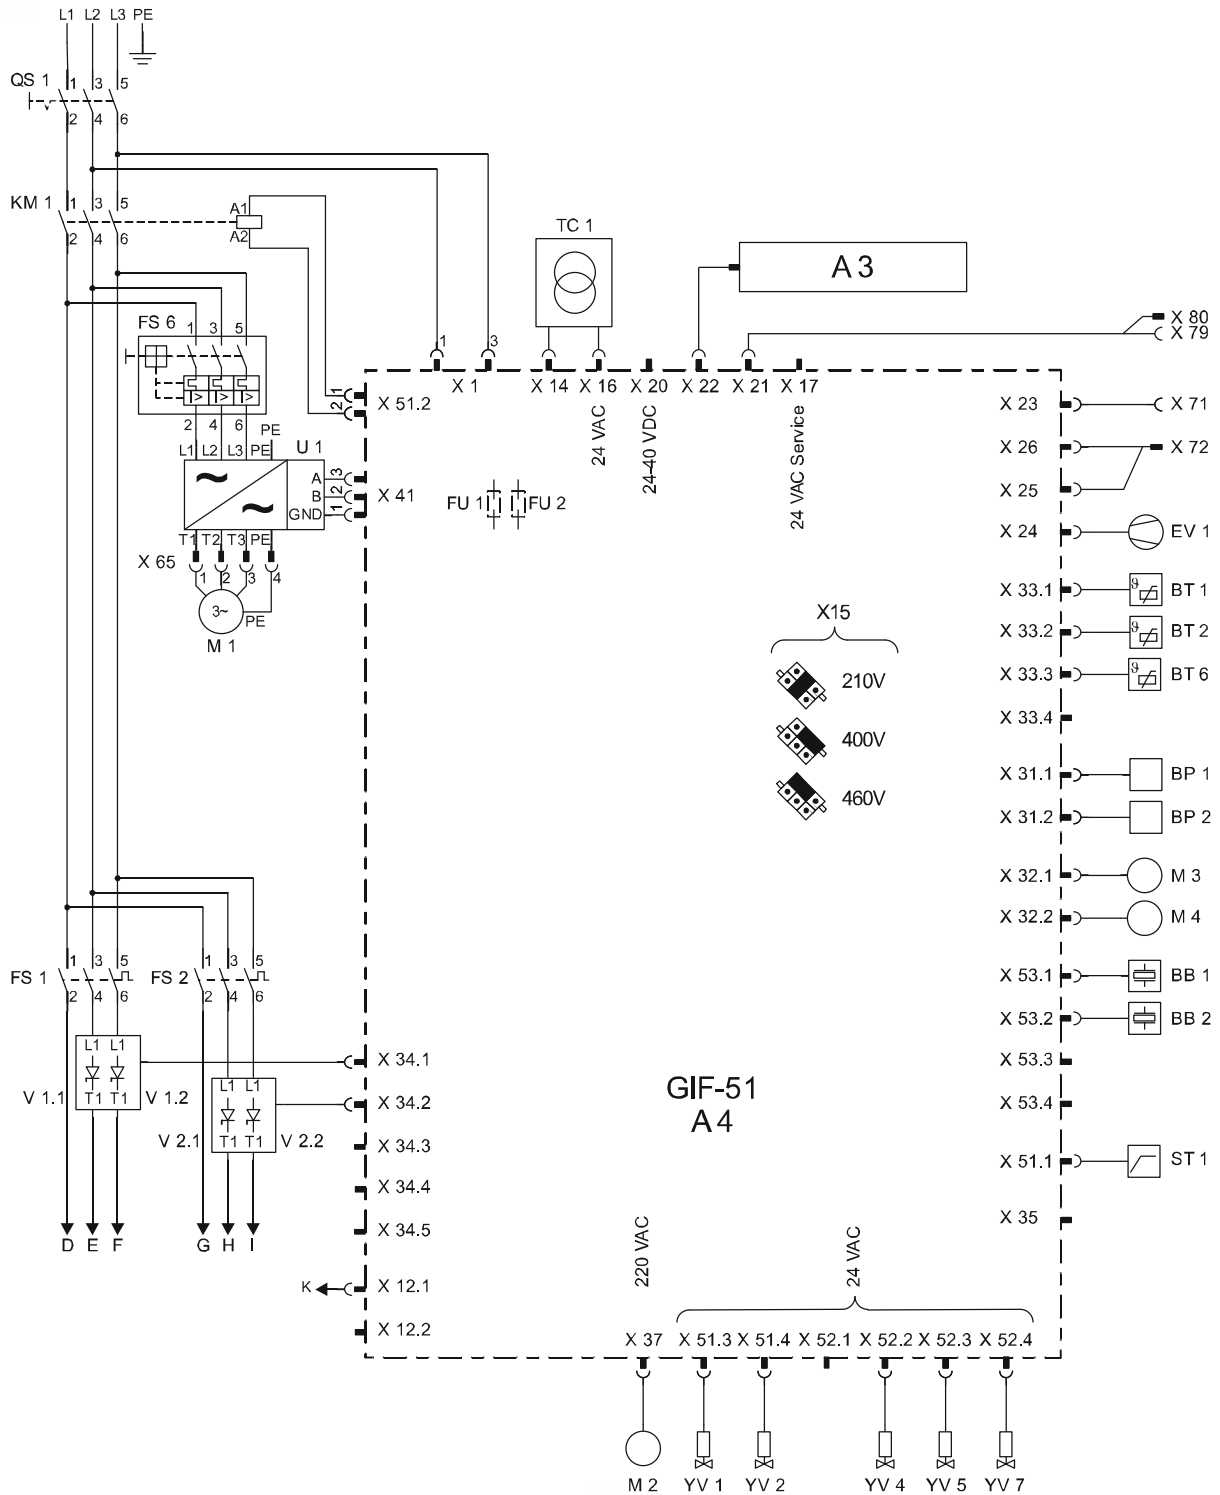 L1 L2 L3 PE
QS 1
1 3 5
2 4 6
KM 1
1 3 5
2 4 6
A1
A2
TC 1
A 3
X 80
X 79
FS 6
1 3 5
2 4 6
PE
1 3
X 1 X 14 X 16 X 20 X 22 X 21 X 17
24 VAC
24-40 VDC
24 VAC Service
1
2
X 51.2
X 23 X 71
X 26 X 72
X 25
X 24 EV 1
L1 L2 L3 PE
U 1
A 3
B 2
GND 1
X 41
FU 1 FU 2
T1 T2 T3 PE
X 65
1 2 3 4
3~
PE
M 1
X15
210V
400V
460V
X 33.1 ϑ BT 1
X 33.2 ϑ BT 2
X 33.3 ϑ BT 6
X 33.4
X 31.1 BP 1
X 31.2 BP 2
X 32.1 M 3
X 32.2 M 4
X 53.1 BB 1
X 53.2 BB 2
X 53.3
X 53.4
X 51.1 ST 1
X 35
FS 1
1 3 5
2 4 6
FS 2
1 3 5
2 4 6
L1 L1
V 1.1 T1 T1 V 1.2
L1 L1
V 2.1 T1 T1 V 2.2
X 34.1
X 34.2
X 34.3
X 34.4
X 34.5
GIF-51
A 4
D E F G H I
K X 12.1
X 12.2
220 VAC
24 VAC
X 37 X 51.3 X 51.4 X 52.1 X 52.2 X 52.3 X 52.4
M 2 YV 1 YV 2 YV 4 YV 5 YV 7